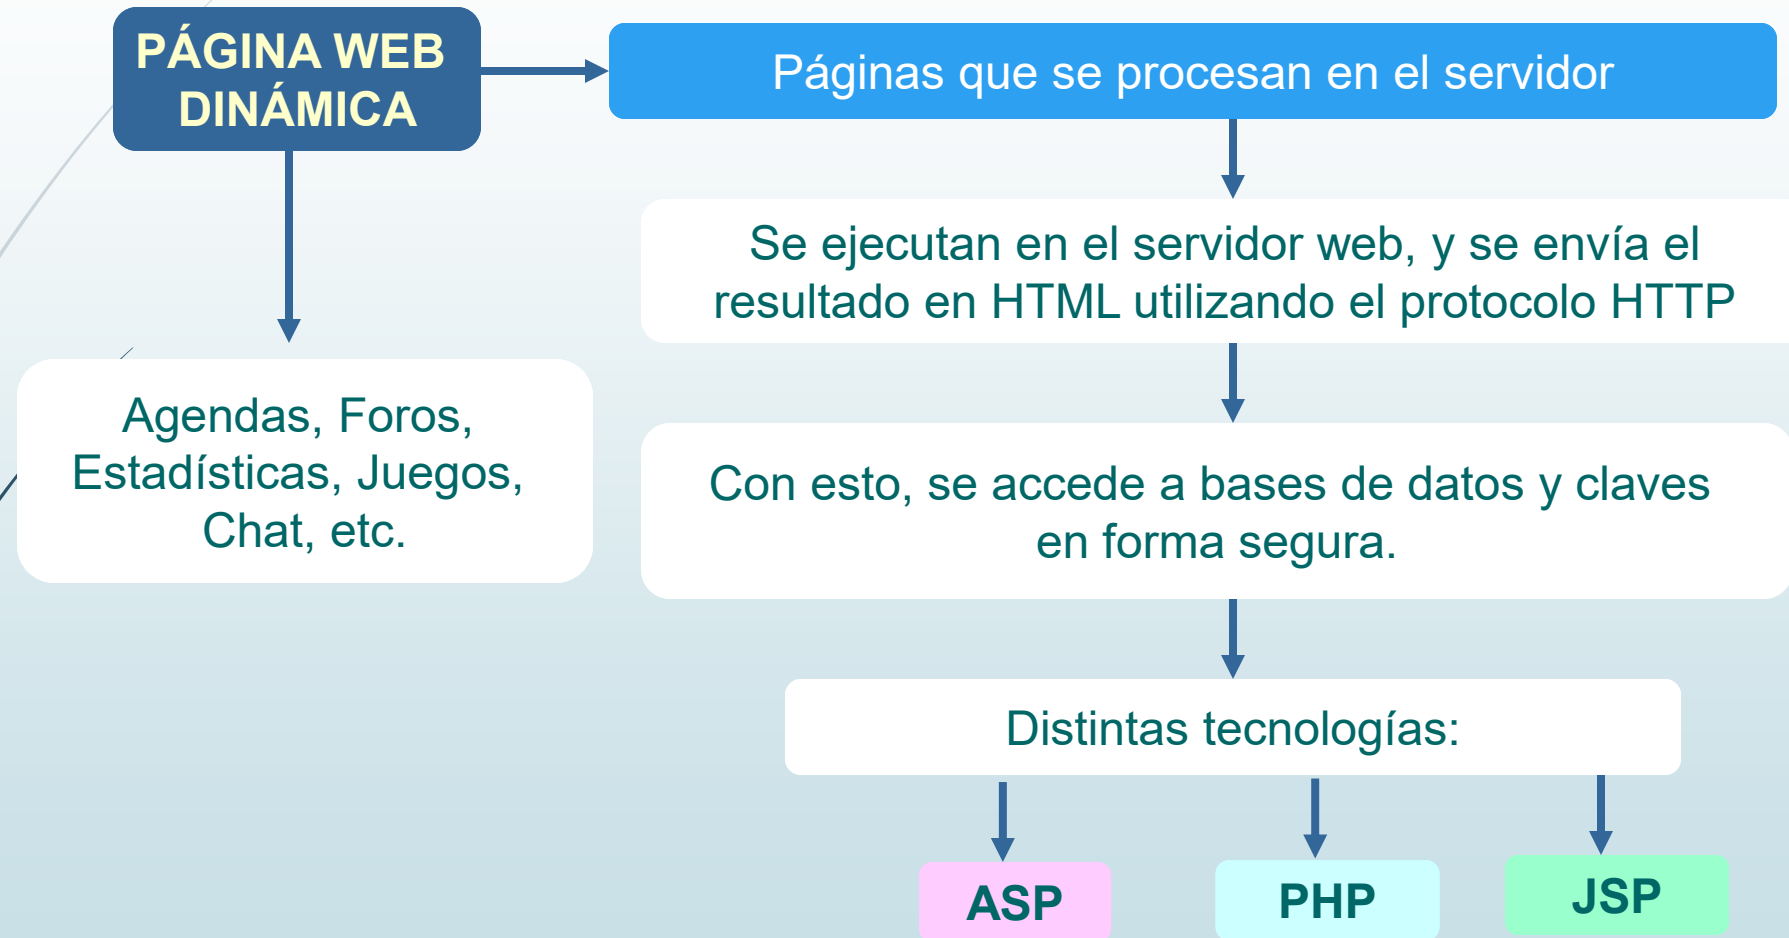 PÁGINA WEB
DINÁMICA
Páginas que se procesan en el servidor
Se ejecutan en el servidor web, y se envía el
resultado en HTML utilizando el protocolo HTTP
Agendas, Foros,
Estadísticas, Juegos,
Chat, etc.
Con esto, se accede a bases de datos y claves
en forma segura.
Distintas tecnologías:
ASP
PHP
JSP